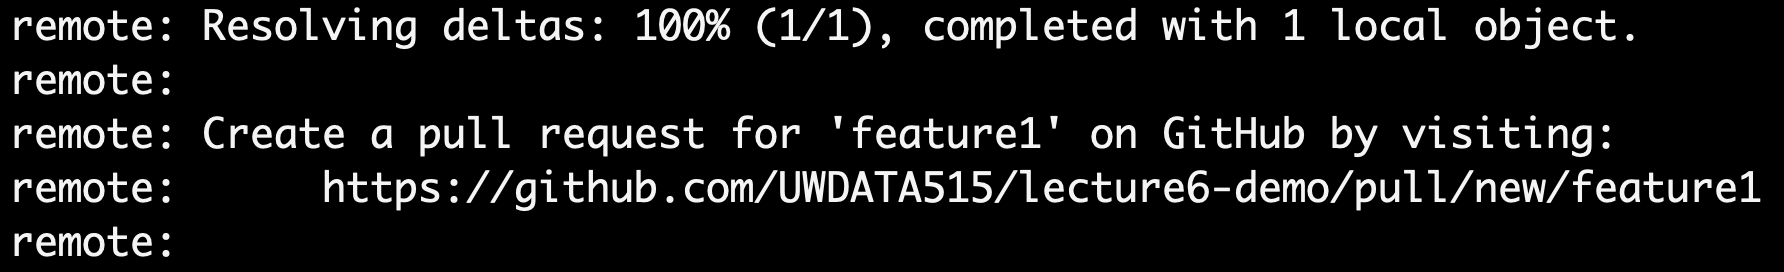 remote: Resolving deltas: 100% (1/1), completed with 1 local object.
remote:
remote: Create a pull request for 'feature1' on GitHub by visiting:
remote:      https://github.com/UWDATA515/lecture6-demo/pull/new/feature1
remote: